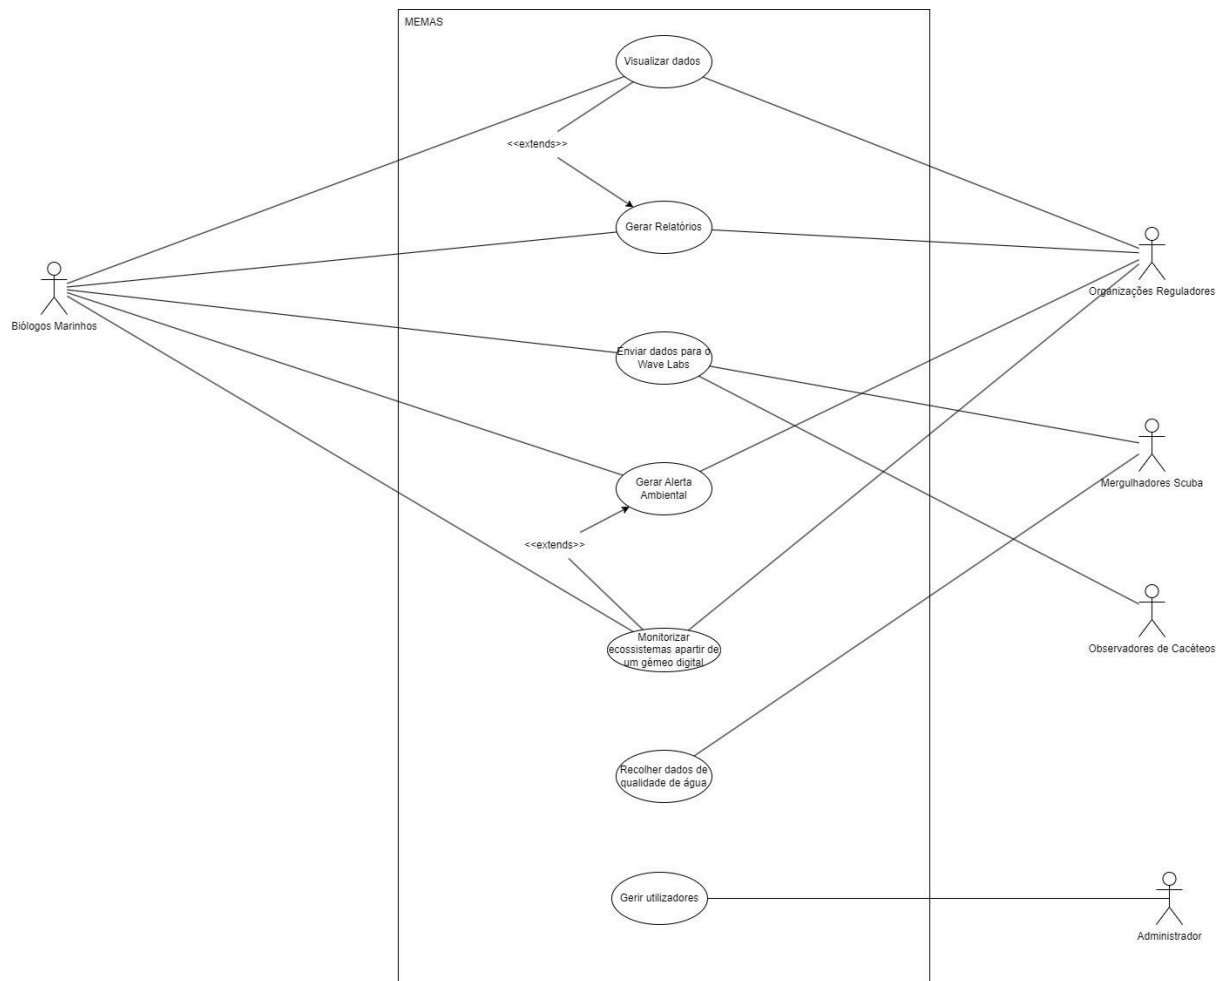 MEMAS
Visualizar dados
<<extends>>
Gerar Relatórios
Organizações Reguladores
Biólogos Marinhos
Enviar dados para o
Wave Labs
Mergulhadores Scuba
Gerar Alerta
Ambiental
<<extends>>
Monitorizar
ecossistemas apartir de
um gémeo digital
Observadores de Cacéteos
Recolher dados de
qualidade de água
Gerir utilizadores
Administrador